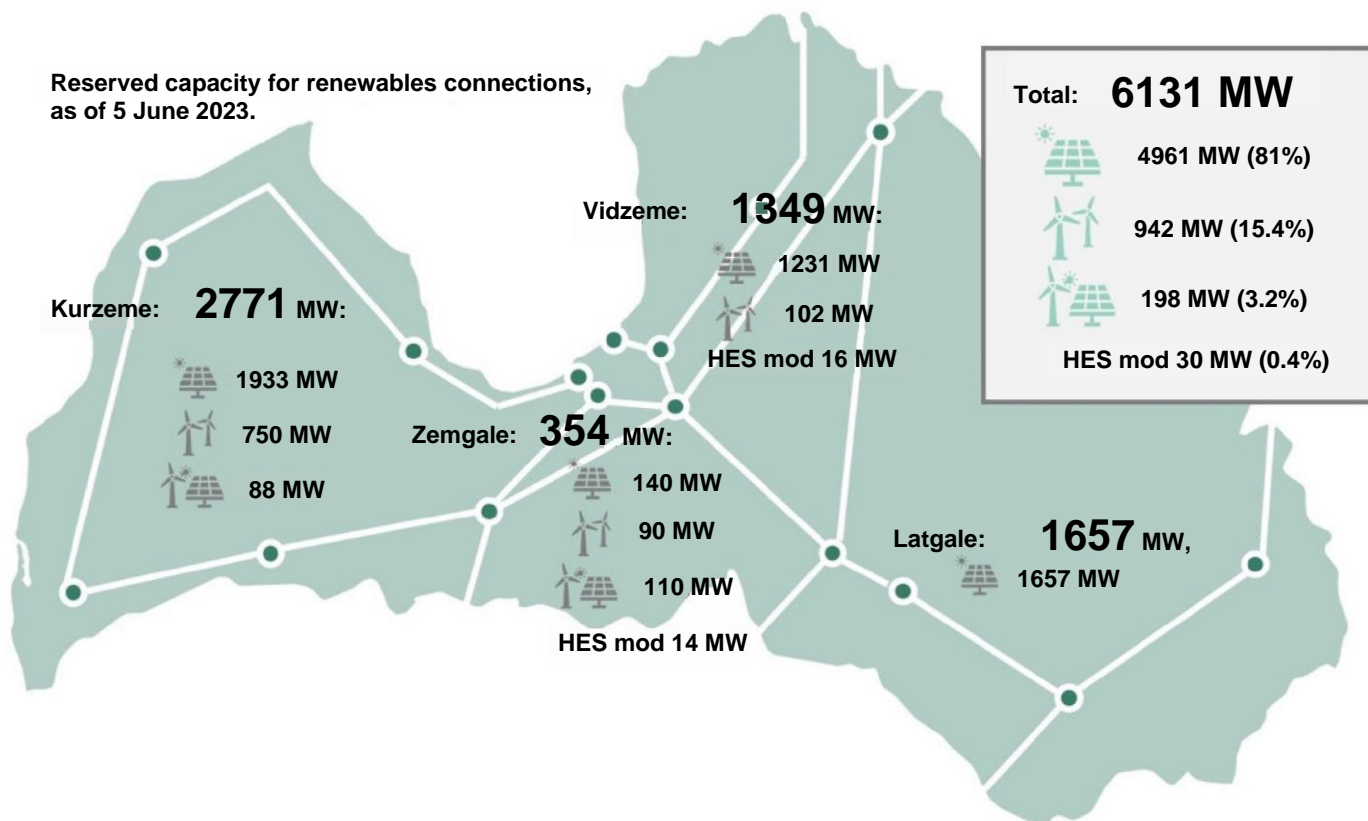 Reserved capacity for renewables connections,
as of 5 June 2023.
Total: 6131 MW
4961 MW (81%)
942 MW (15.4%)
198 MW (3.2%)
HES mod 30 MW (0.4%)
Vidzeme: 1349 MW:
1231 MW
102 MW
HES mod 16 MW
Kurzeme: 2771 MW:
1933 MW
750 MW
88 MW
Zemgale: 354 MW:
140 MW
90 MW
110 MW
HES mod 14 MW
Latgale: 1657 MW,
1657 MW